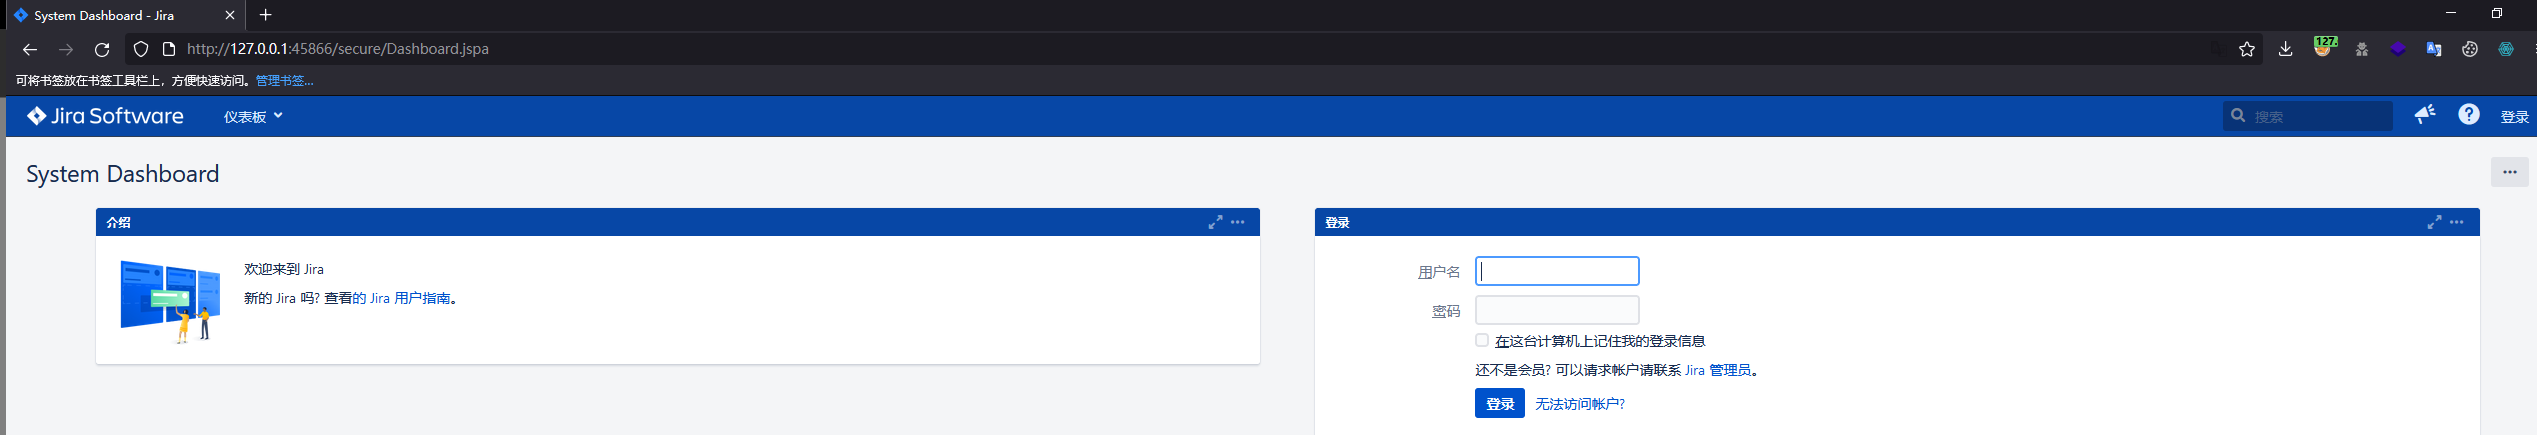 System Dashboard - Jira
http://127.0.0.1:45866/secure/Dashboard.jspa
127.
可将书签放在书签工具栏上，方便快速访问。管理书签...
Jira Software 仪表板 搜索 登录
System Dashboard
介绍
欢迎来到 Jira
新的 Jira 吗? 查看的 Jira 用户指南。
登录
用户名
密码
在这台计算机上记住我的登录信息
还不是会员? 可以请求帐户请联系 Jira 管理员。
登录 无法访问帐户?